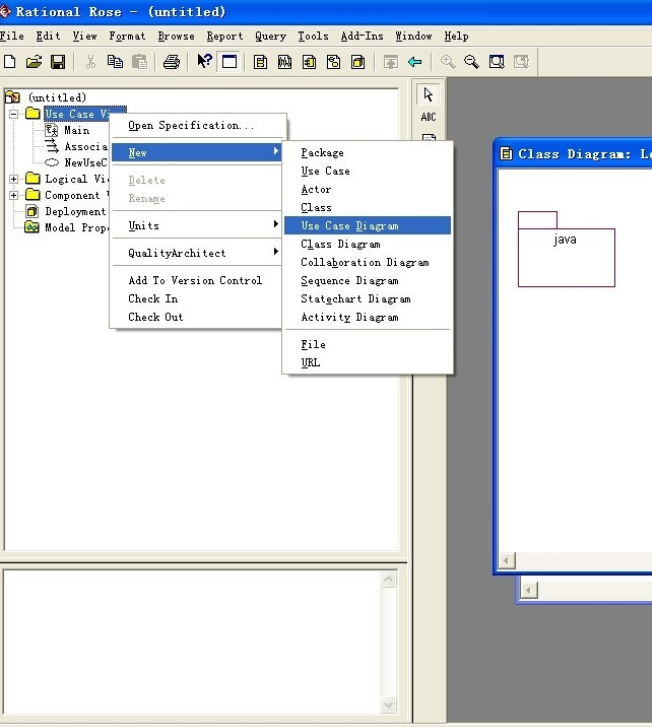 Rational Rose - (untitled)
File Edit View Format Browse Report Query Tools Add-Ins Window Help
(untitled)
Use Case V
Main
Associa
NewUseC
Logical Vi
Component
Deployment
Model Prop
ABC
Open Specification...
New
Delete
Rename
Units
QualityArchitect
Add To Version Control
Check In
Check Out
Package
Use Case
Actor
Class
Use Case Diagram
Class Diagram
Collaboration Diagram
Sequence Diagram
Statechart Diagram
Activity Diagram
File
URL
Class Diagram: Lo
java